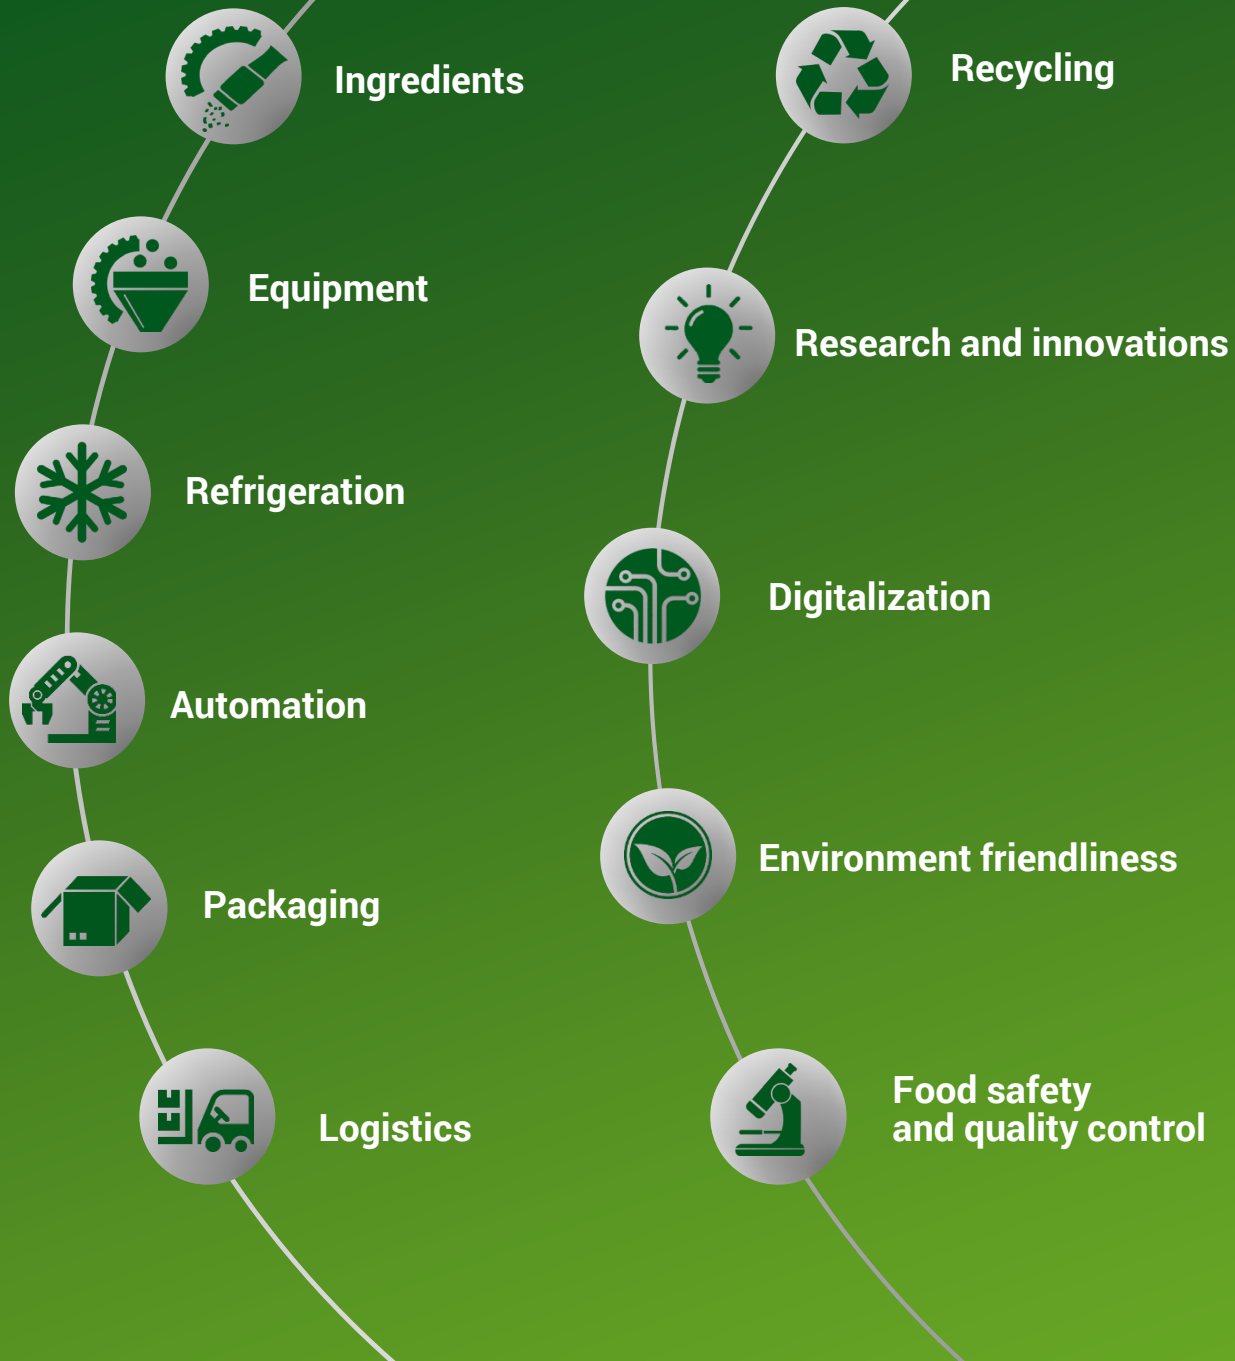 Ingredients
Equipment
Refrigeration
Automation
Packaging
Logistics
Recycling
Research and innovations
Digitalization
Environment friendliness
Food safety
and quality control